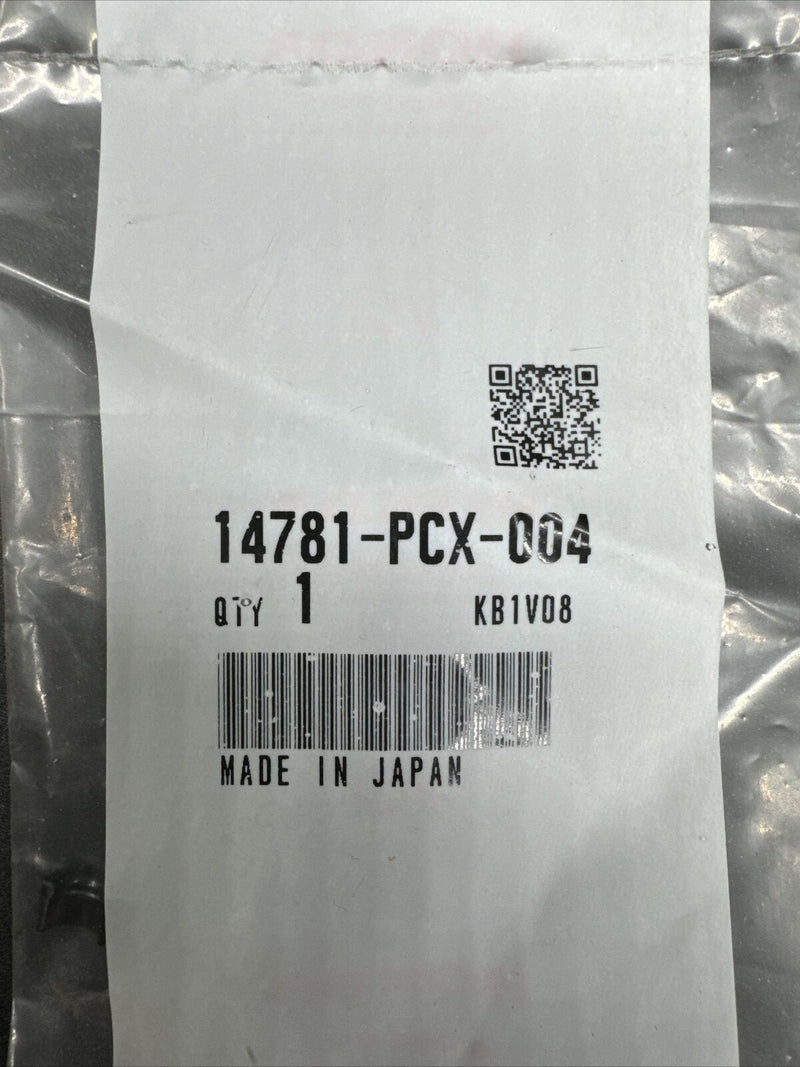 14781-PCX-004
QTY 1 KB1V08
MADE IN JAPAN